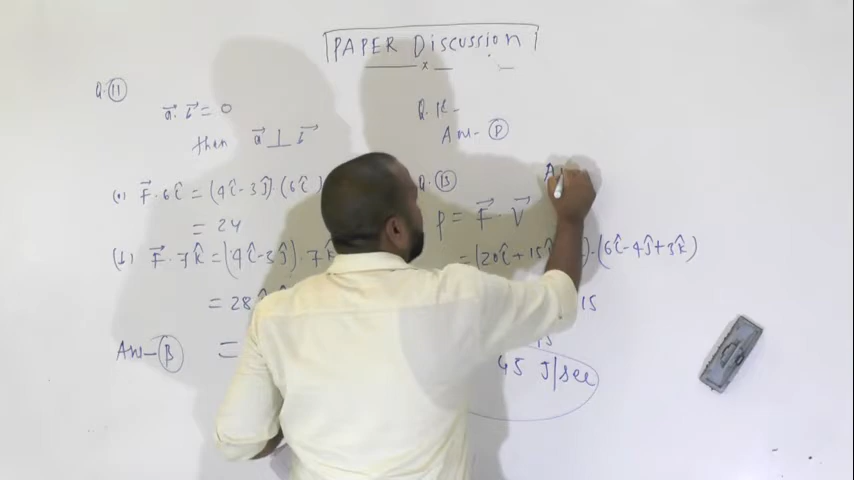 PAPER Discussion
x
Q.(11)
a⃗. b⃗ = 0
then a⃗ ⊥ b⃗
(a) F⃗. 6î = (4î-3ĵ).(6î
= 24
(b) F⃗. 7k̂ = (4î-3ĵ). 7k
= 28
Ans- (B) =
Q. 12-
Ans- (D)
Q. (13)
P = F⃗. V⃗
= (20î + 15ĵ ).(6î-4ĵ+3k̂)
15
15
45 J/sec